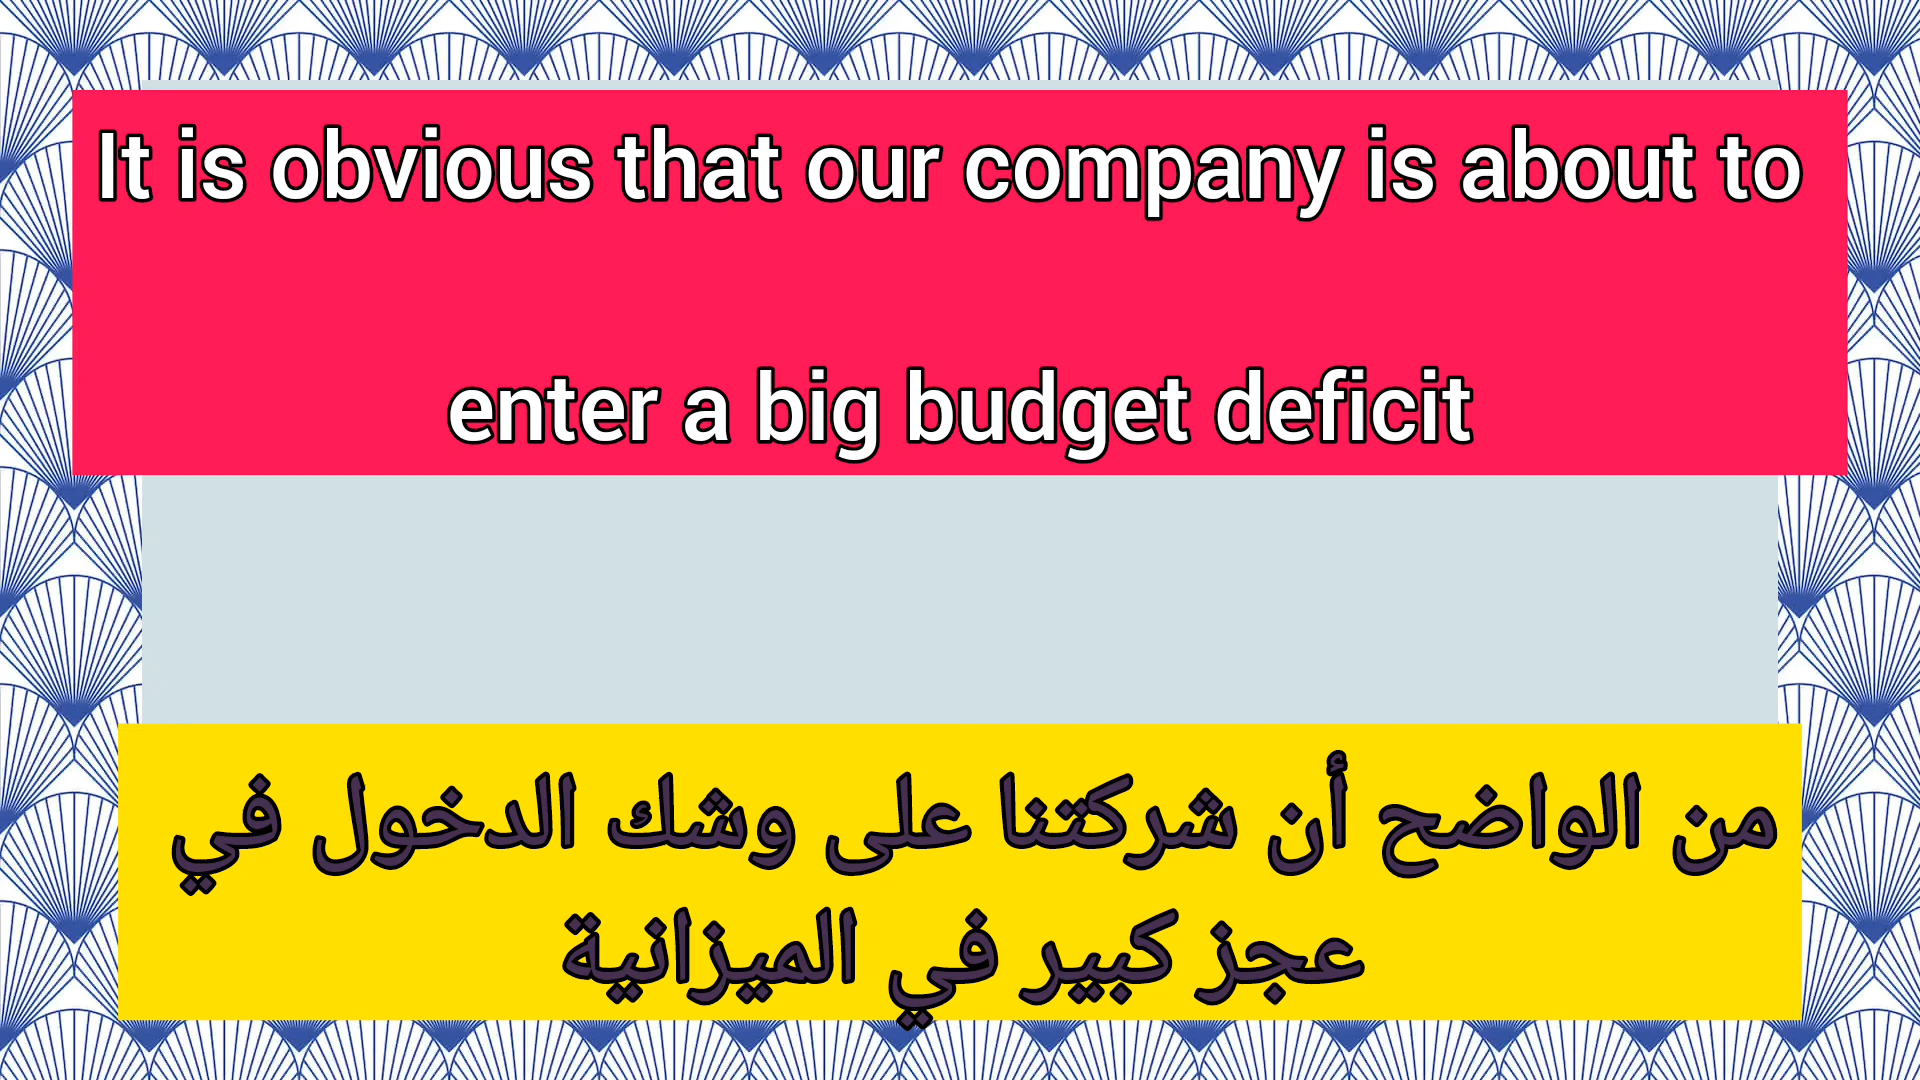 It is obvious that our company is about to
enter a big budget deficit
من الواضح أن شركتنا على وشك الدخول في
عجز كبير في الميزانية